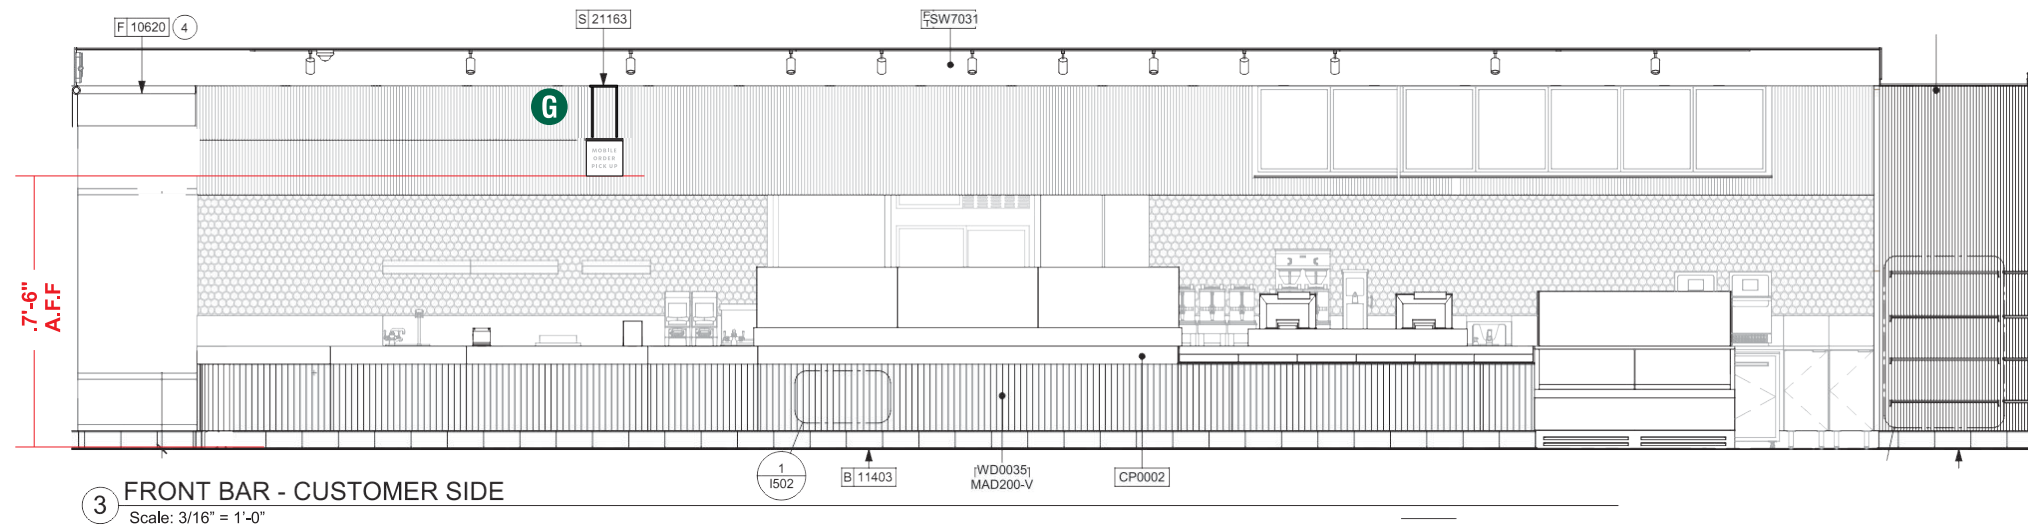 F 10620 4
S 21163
F T SW7031
G
MOBILE
ORDER
PICK UP
.7'-6"
A.F.F
1
I502
B 11403
WD0035
MAD200-V
CP0002
3 FRONT BAR - CUSTOMER SIDE
Scale: 3/16” = 1’-0”